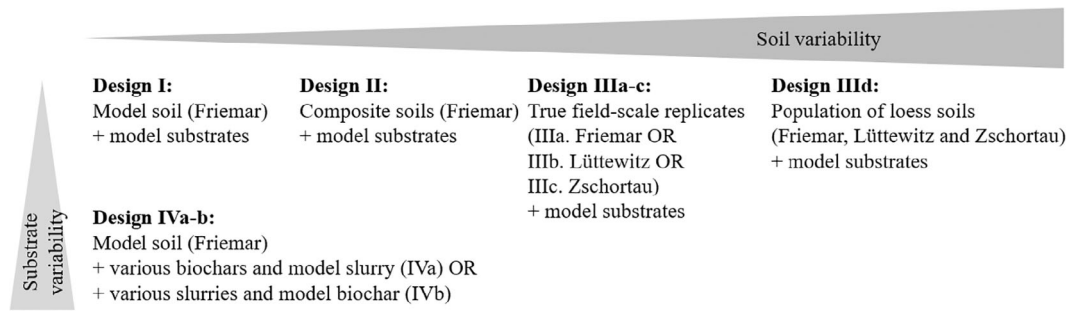 Soil variability
Design I:
Model soil (Friemar)
+ model substrates
Design II:
Composite soils (Friemar)
+ model substrates
Design IIIa-c:
True field-scale replicates
(IIIa. Friemar OR
IIIb. Lüttewitz OR
IIIc. Zschortau)
+ model substrates
Design IIId:
Population of loess soils
(Friemar, Lüttewitz and Zschortau)
+ model substrates
Substrate
variability
Design IVa-b:
Model soil (Friemar)
+ various biochars and model slurry (IVa) OR
+ various slurries and model biochar (IVb)